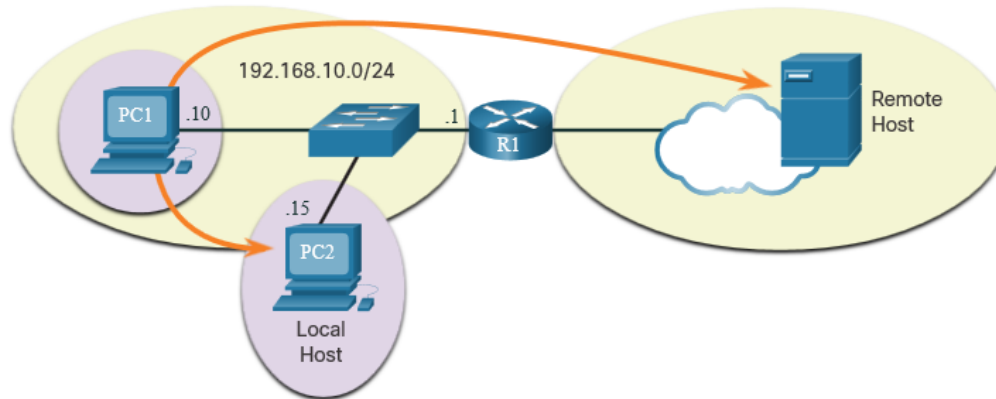 192.168.10.0/24
PC1
.10
.1
R1
Remote
Host
.15
PC2
Local
Host